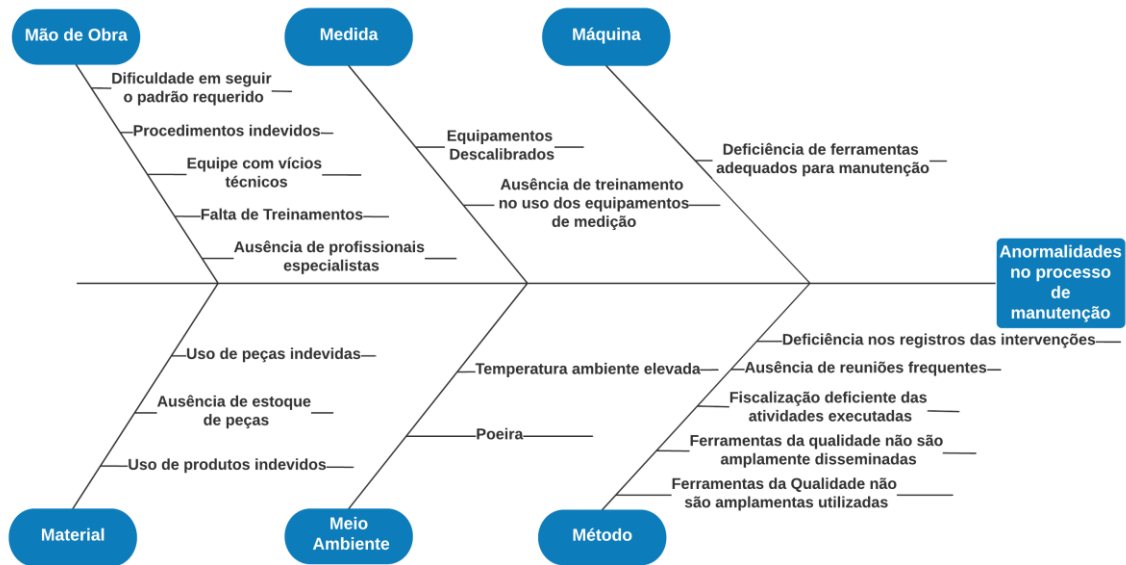 Mão de Obra
Medida
Máquina
Dificuldade em seguir
o padrão requerido
Procedimentos indevidos
Equipe com vícios
técnicos
Falta de Treinamentos
Ausência de profissionais
especialistas
Equipamentos
Descalibrados
Ausência de treinamento
no uso dos equipamentos
de medição
Deficiência de ferramentas
adequados para manutenção
Anormalidades
no processo
de
manutenção
Uso de peças indevidas
Ausência de estoque
de peças
Uso de produtos indevidos
Temperatura ambiente elevada
Poeira
Deficiência nos registros das intervenções
Ausência de reuniões frequentes
Fiscalização deficiente das
atividades executadas
Ferramentas da qualidade não são
amplamente disseminadas
Ferramentas da Qualidade não
são amplamentas utilizadas
Material
Meio
Ambiente
Método